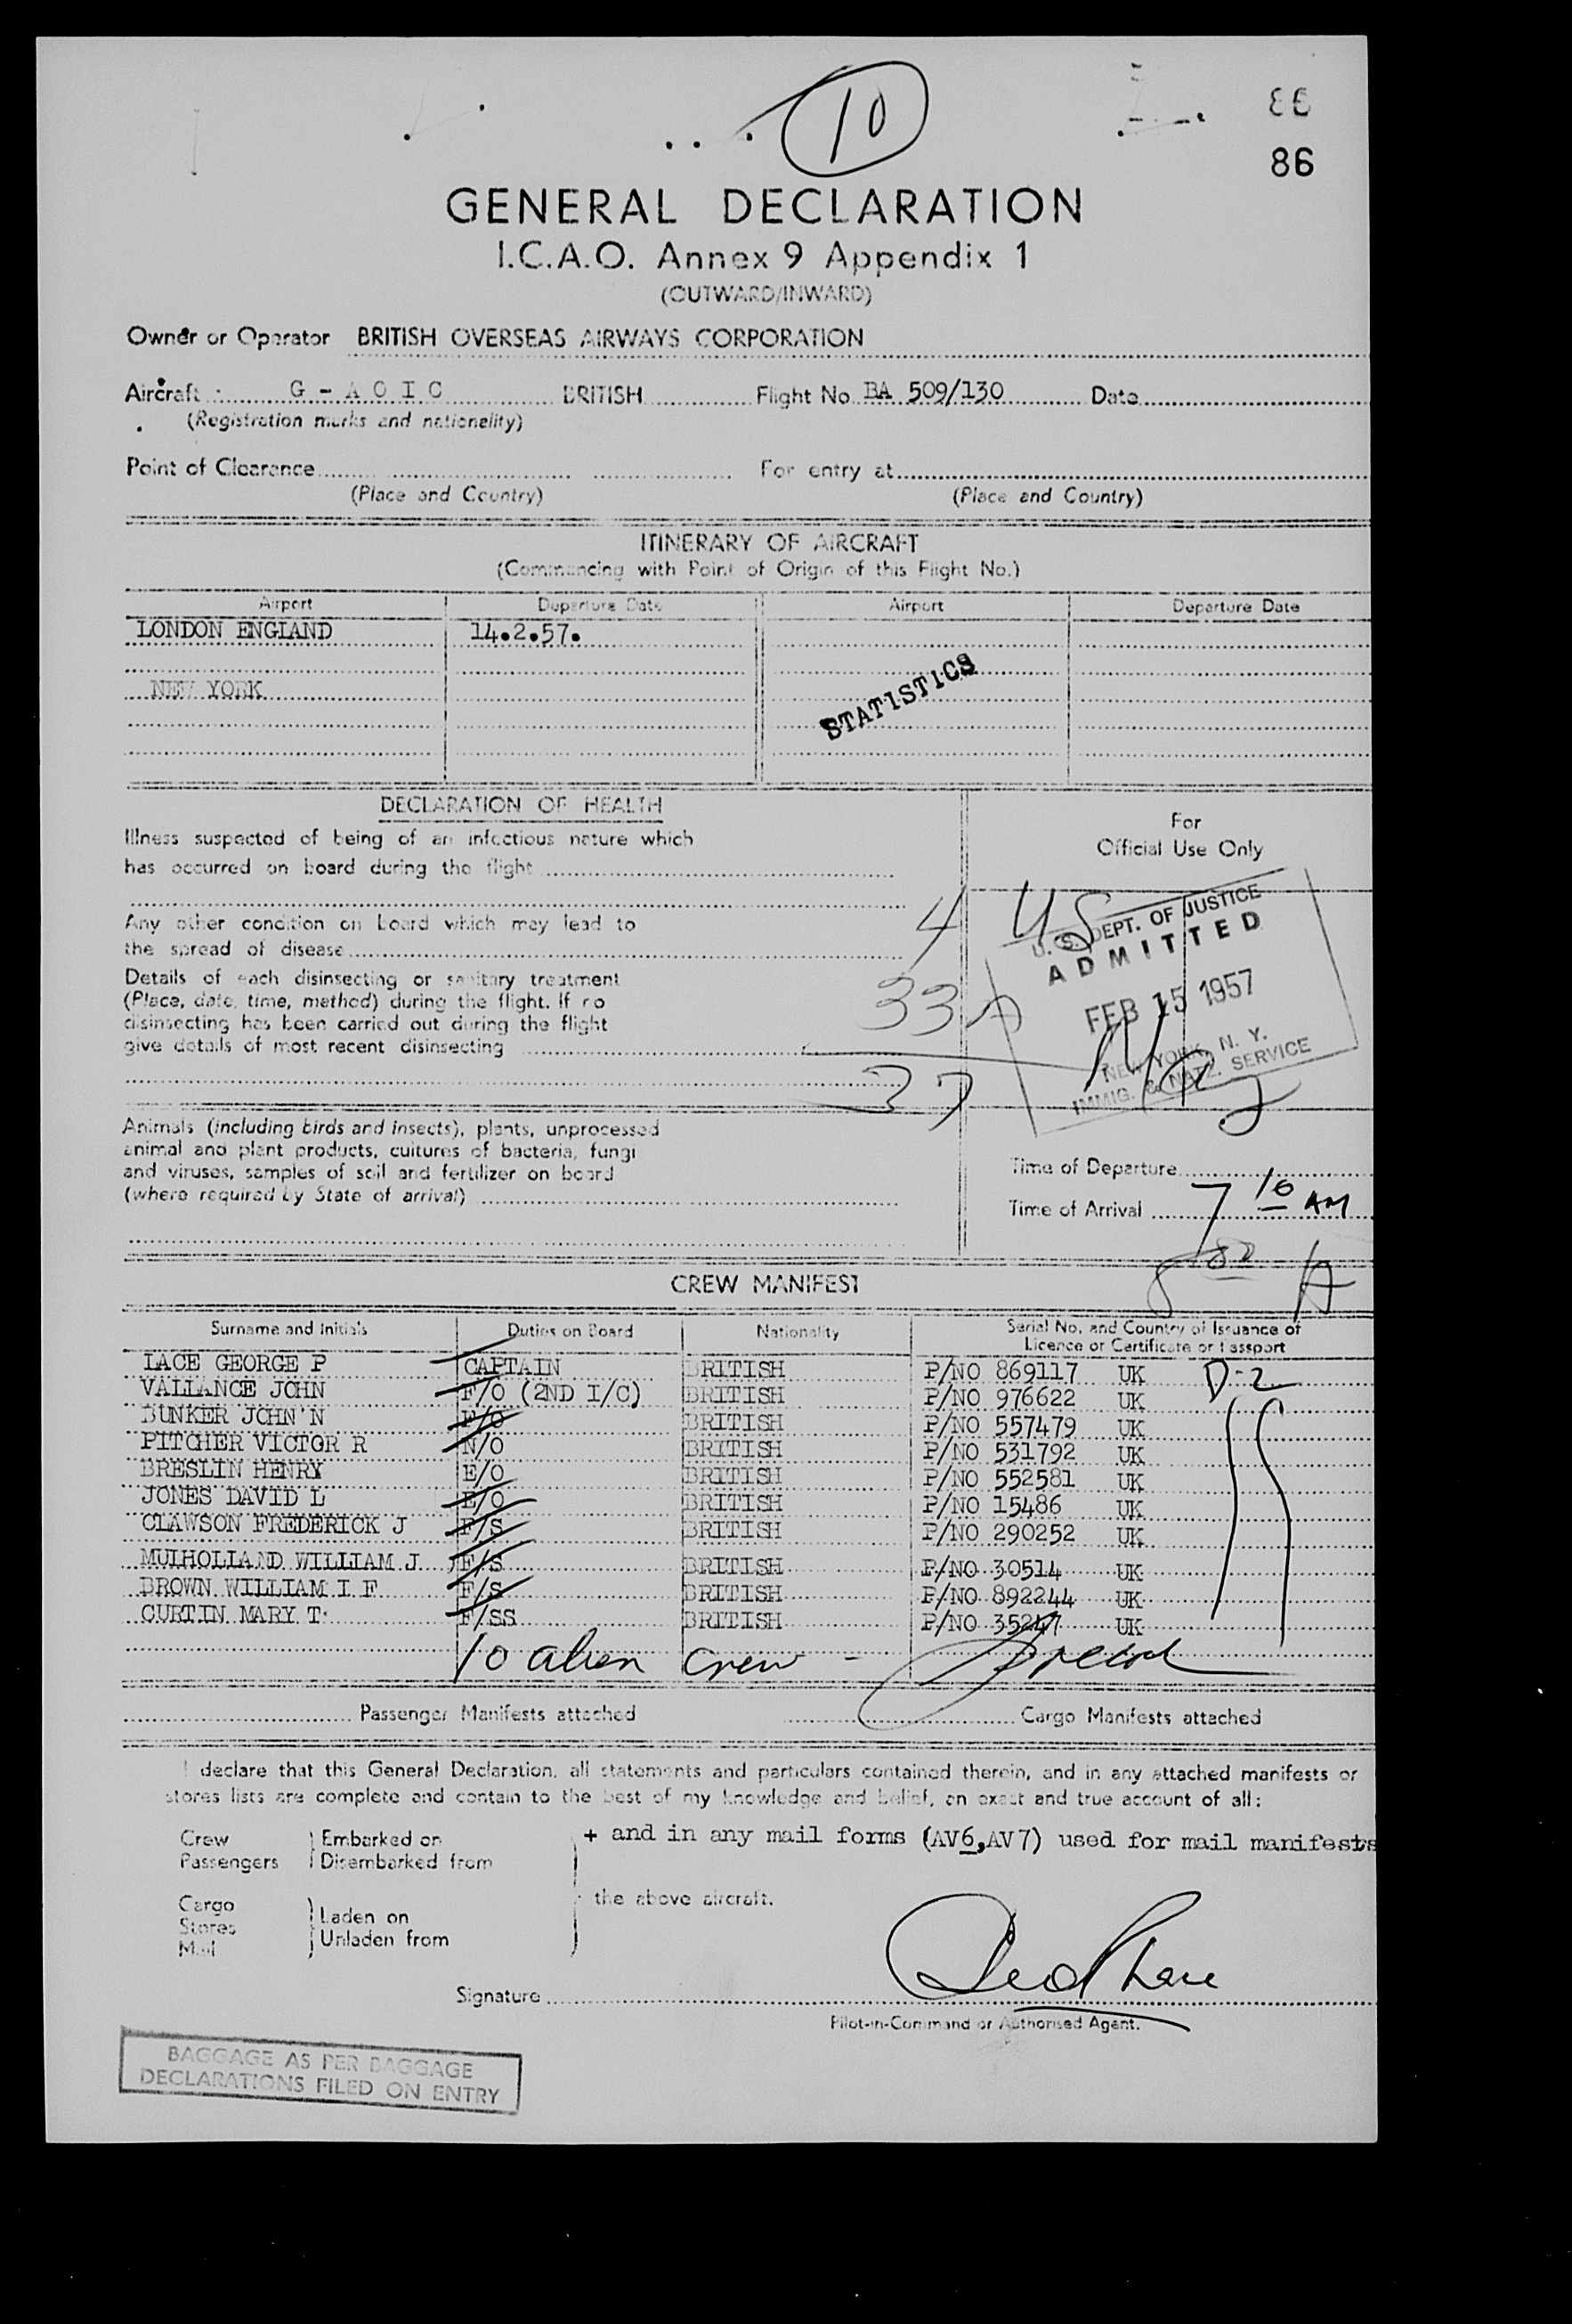 10
86
86
GENERAL DECLARATION
I.C.A.O. Annex 9 Appendix 1
(OUTWARD/INWARD)
Owner or Operator BRITISH OVERSEAS AIRWAYS CORPORATION
Aircraft G - A O I C BRITISH Flight No. BA 509/130 Date
(Registration marks and nationality)
Point of Clearance For entry at
(Place and Country) (Place and Country)
ITINERARY OF AIRCRAFT
(Commencing with Point of Origin of this Flight No.)
Airport Departure Date Airport Departure Date
LONDON ENGLAND 14.2.57.
NEW YORK
STATISTICS
DECLARATION OF HEALTH
Illness suspected of being of an infectious nature which
has occurred on board during the flight
Any other condition on board which may lead to
the spread of disease
Details of each disinsecting or sanitary treatment
(Place, date, time, method) during the flight. If no
disinsecting has been carried out during the flight
give details of most recent disinsecting
Animals (including birds and insects), plants, unprocessed
animal and plant products, cultures of bacteria, fungi
and viruses, samples of soil and fertilizer on board
(where required by State of arrival)
For
Official Use Only
4 US
33 A
37
U. S. DEPT. OF JUSTICE
ADMITTED
FEB 15 1957
NEW YORK, N. Y.
IMMIG. & NATZ. SERVICE
Time of Departure
Time of Arrival 7 10 AM
8 00 A
CREW MANIFEST
Surname and Initials Duties on Board Nationality Serial No. and Country of Issuance of
Licence or Certificate or Passport
LACE GEORGE P CAPTAIN BRITISH P/NO 869117 UK D-2
VALLANCE JOHN F/O (2ND I/C) BRITISH P/NO 976622 UK
BUNKER JOHN N F/O BRITISH P/NO 557479 UK
PITCHER VICTOR R N/O BRITISH P/NO 531792 UK
BRESLIN HENRY E/O BRITISH P/NO 552581 UK
JONES DAVID L E/O BRITISH P/NO 15486 UK
CLAWSON FREDERICK J F/S BRITISH P/NO 290252 UK
MULHOLLAND WILLIAM J F/S BRITISH P/NO 30514 UK
BROWN WILLIAM I F F/S BRITISH P/NO 892244 UK
CURTIN MARY T F/SS BRITISH P/NO 35247 UK
10 alien crew -
Passenger Manifests attached Cargo Manifests attached
I declare that this General Declaration, all statements and particulars contained therein, and in any attached manifests or
stores lists are complete and contain to the best of my knowledge and belief, an exact and true account of all:
Crew Embarked on
Passengers Disembarked from
+ and in any mail forms (AV6,AV7) used for mail manifests
Cargo
Stores
Mail
Laden on
Unladen from
the above aircraft.
Signature
Pilot-in-Command or Authorised Agent.
BAGGAGE AS PER BAGGAGE
DECLARATIONS FILED ON ENTRY